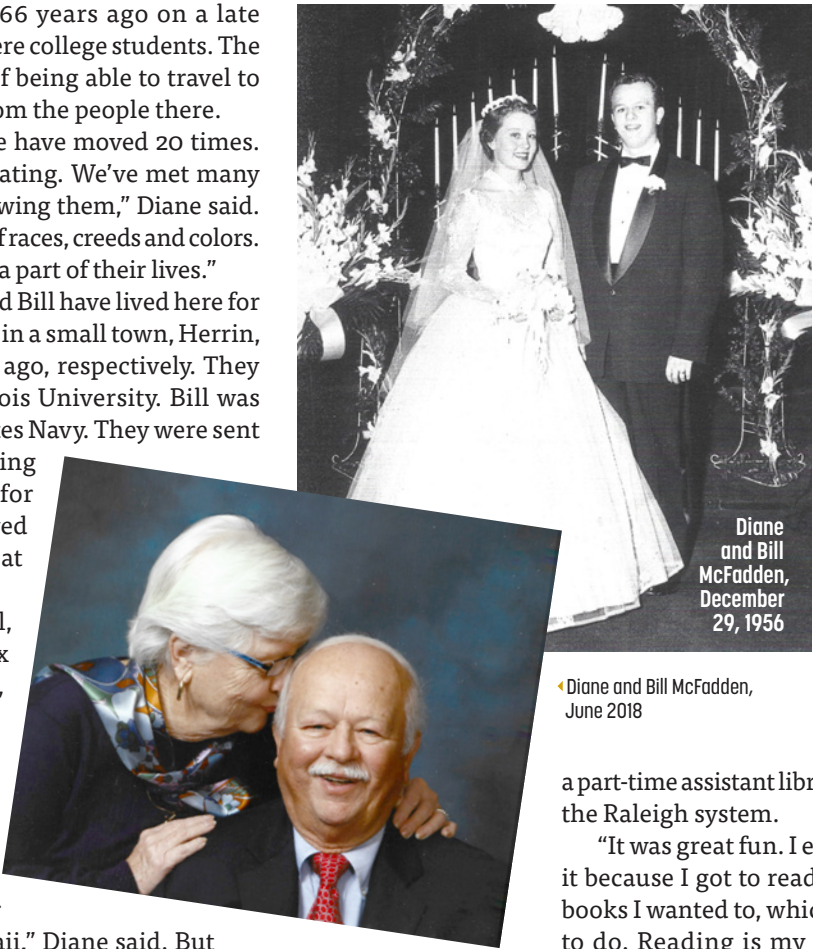 66 years ago on a late
ere college students. The
f being able to travel to
om the people there.
e have moved 20 times.
ating. We’ve met many
wing them,” Diane said.
f races, creeds and colors.
a part of their lives.”
d Bill have lived here for
in a small town, Herrin,
ago, respectively. They
ois University. Bill was
tes Navy. They were sent
ing
for
ed
at
l,
x
,
aii,” Diane said. But
Diane
and Bill
McFadden,
December
29, 1956
Diane and Bill McFadden,
June 2018
a part-time assistant libr
the Raleigh system.
“It was great fun. I e
it because I got to read
books I wanted to, whic
to do. Reading is my